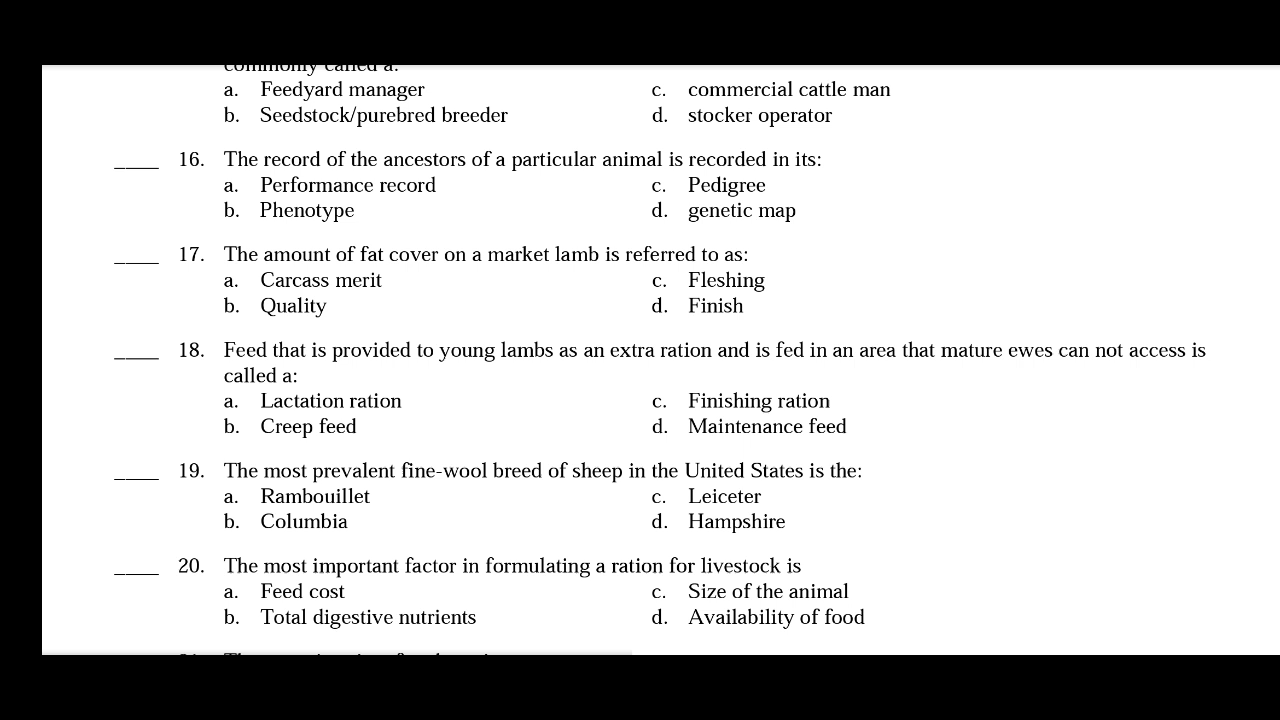 commonly called a:
a. Feedyard manager c. commercial cattle man
b. Seedstock/purebred breeder d. stocker operator
____ 16. The record of the ancestors of a particular animal is recorded in its:
a. Performance record c. Pedigree
b. Phenotype d. genetic map
____ 17. The amount of fat cover on a market lamb is referred to as:
a. Carcass merit c. Fleshing
b. Quality d. Finish
____ 18. Feed that is provided to young lambs as an extra ration and is fed in an area that mature ewes can not access is
called a:
a. Lactation ration c. Finishing ration
b. Creep feed d. Maintenance feed
____ 19. The most prevalent fine-wool breed of sheep in the United States is the:
a. Rambouillet c. Leiceter
b. Columbia d. Hampshire
____ 20. The most important factor in formulating a ration for livestock is
a. Feed cost c. Size of the animal
b. Total digestive nutrients d. Availability of food